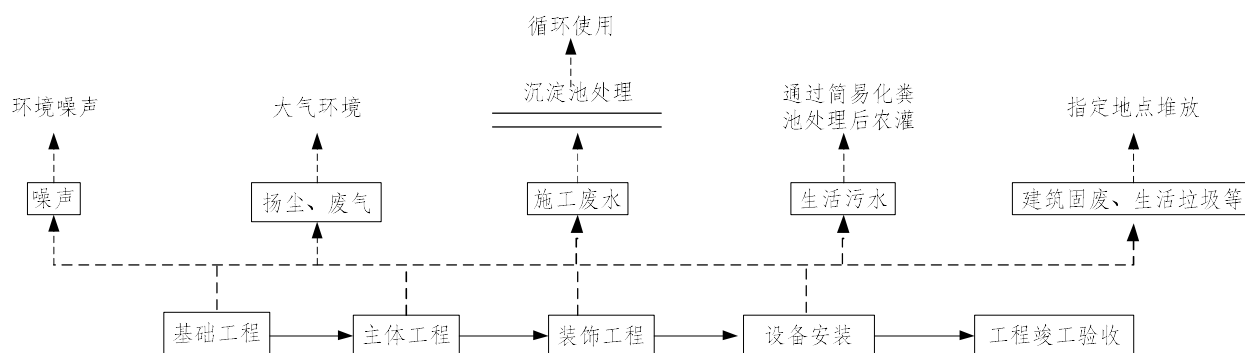 循环使用
环境噪声
大气环境
沉淀池处理
通过简易化粪
池处理后农灌
指定地点堆放
噪声
扬尘、废气
施工废水
生活污水
建筑固废、生活垃圾等
基础工程
主体工程
装饰工程
设备安装
工程竣工验收